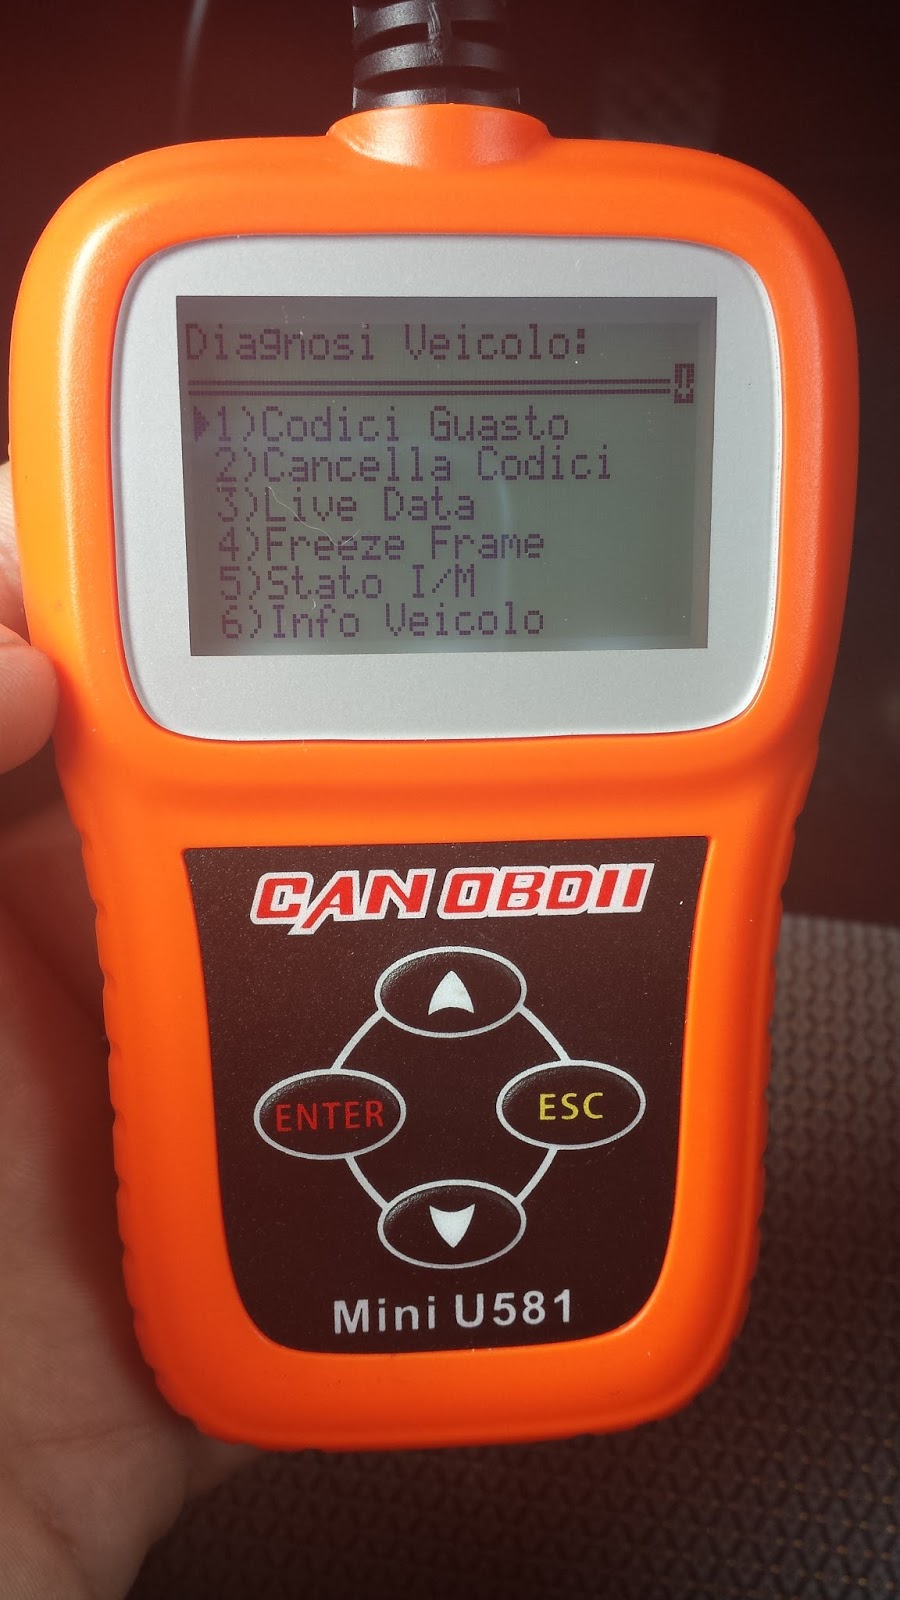 Diagnosi Veicolo:
1)Codici Guasto
2)Cancella Codici
3)Live Data
4)Freeze Frame
5)Stato I/M
6)Info Veicolo
CAN OBDII
ENTER
ESC
Mini U581